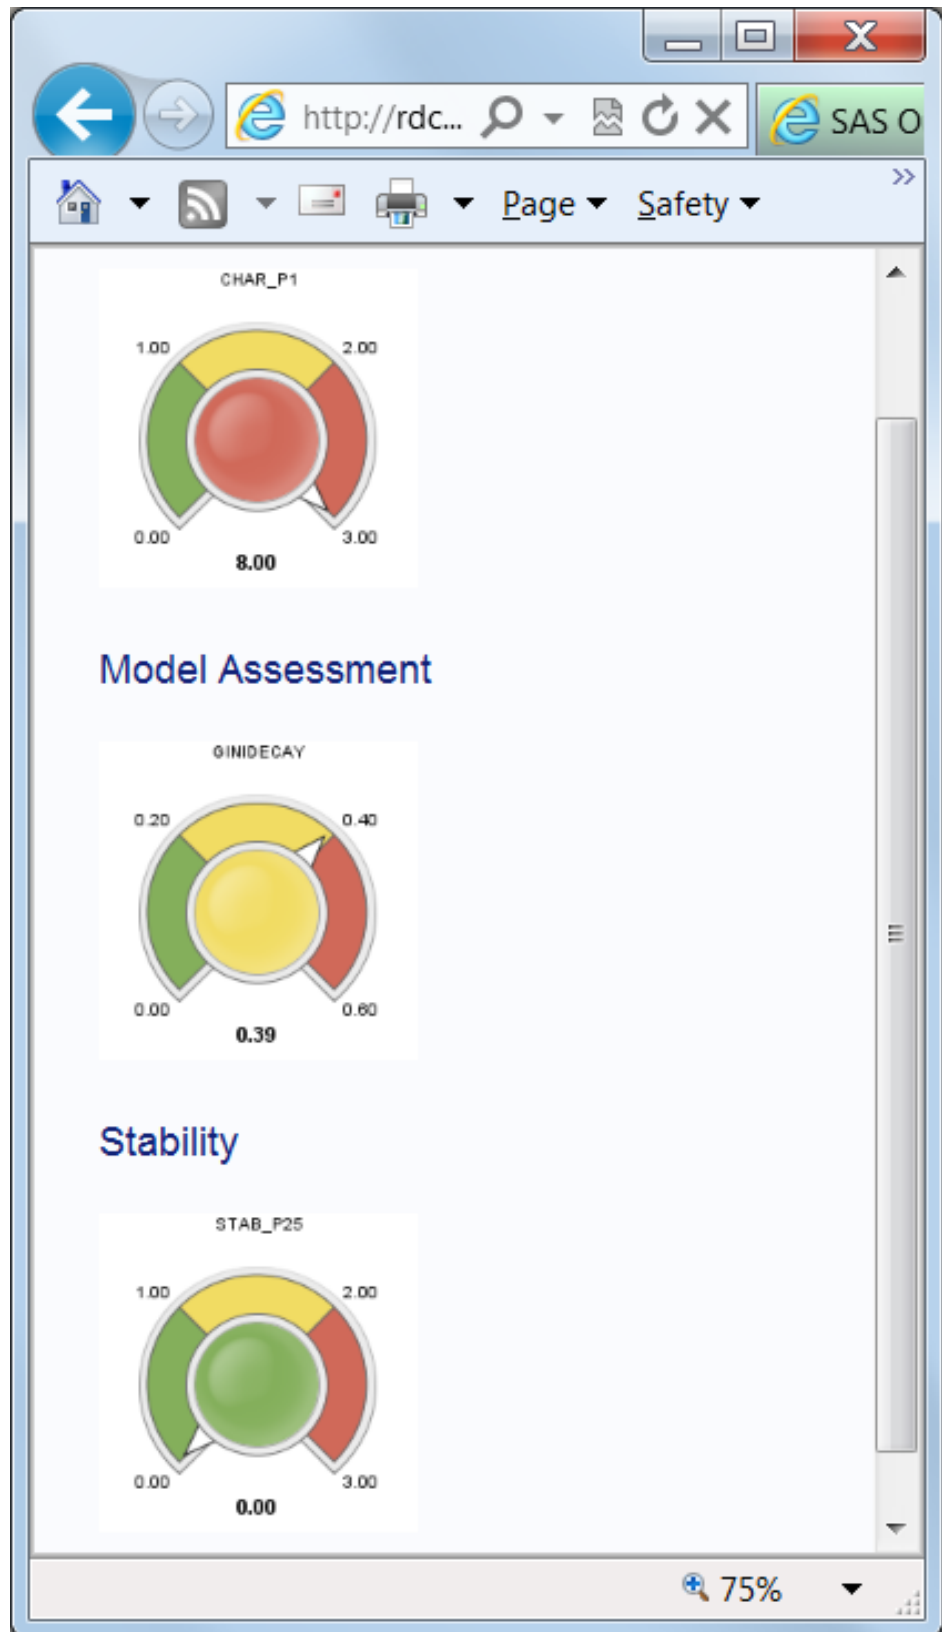 http://rdc...
SAS O
Page
Safety
CHAR_P1
1.00 2.00
0.00 3.00
8.00
Model Assessment
GINIDECAY
0.20 0.40
0.00 0.60
0.39
Stability
STAB_P25
1.00 2.00
0.00 3.00
0.00
75%